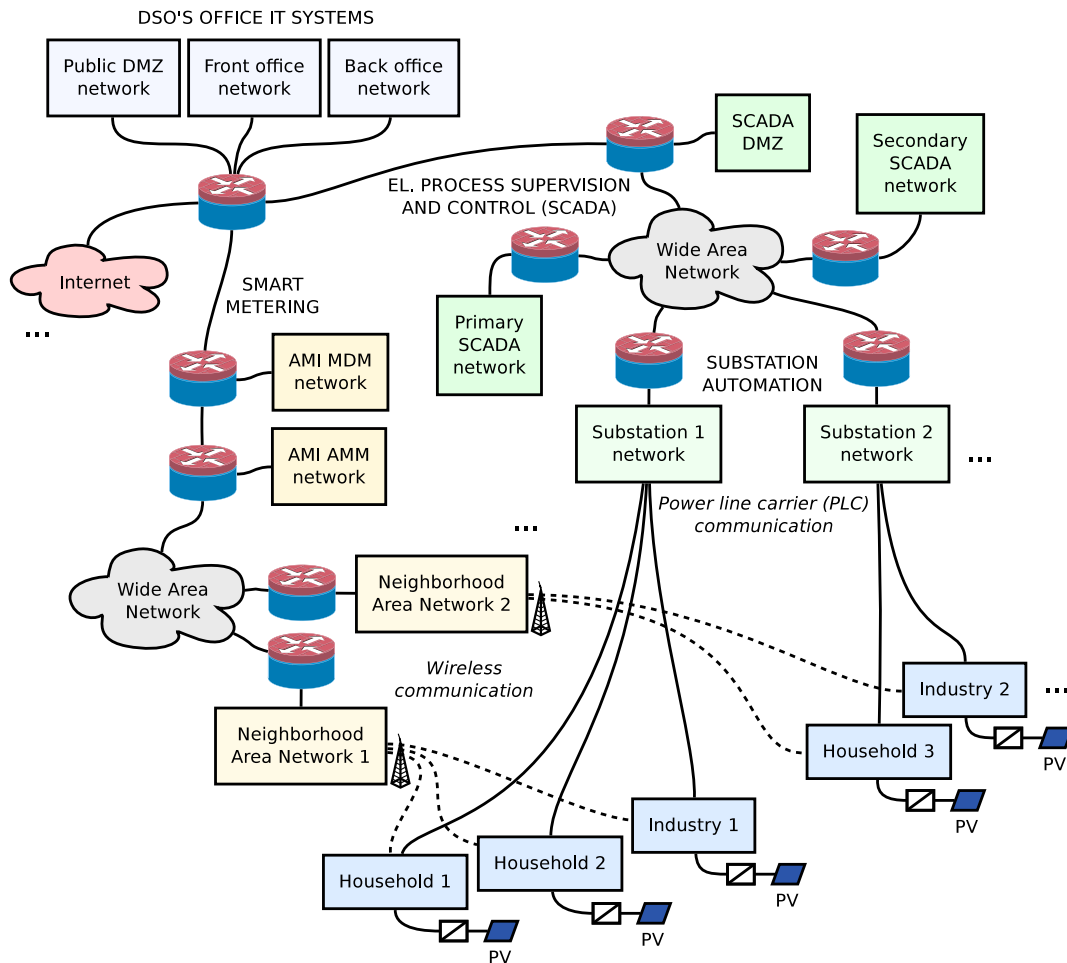 DSO'S OFFICE IT SYSTEMS
Public DMZ
network
Front office
network
Back office
network
SCADA
DMZ
Secondary
SCADA
network
EL. PROCESS SUPERVISION
AND CONTROL (SCADA)
Wide Area
Network
Internet
...
SMART
METERING
Primary
SCADA
network
SUBSTATION
AUTOMATION
AMI MDM
network
AMI AMM
network
Substation 1
network
Substation 2
network
...
Power line carrier (PLC)
communication
...
Wide Area
Network
Neighborhood
Area Network 2
Wireless
communication
Neighborhood
Area Network 1
Industry 2
...
Household 3
PV
PV
Industry 1
Household 2
Household 1
PV
PV
PV